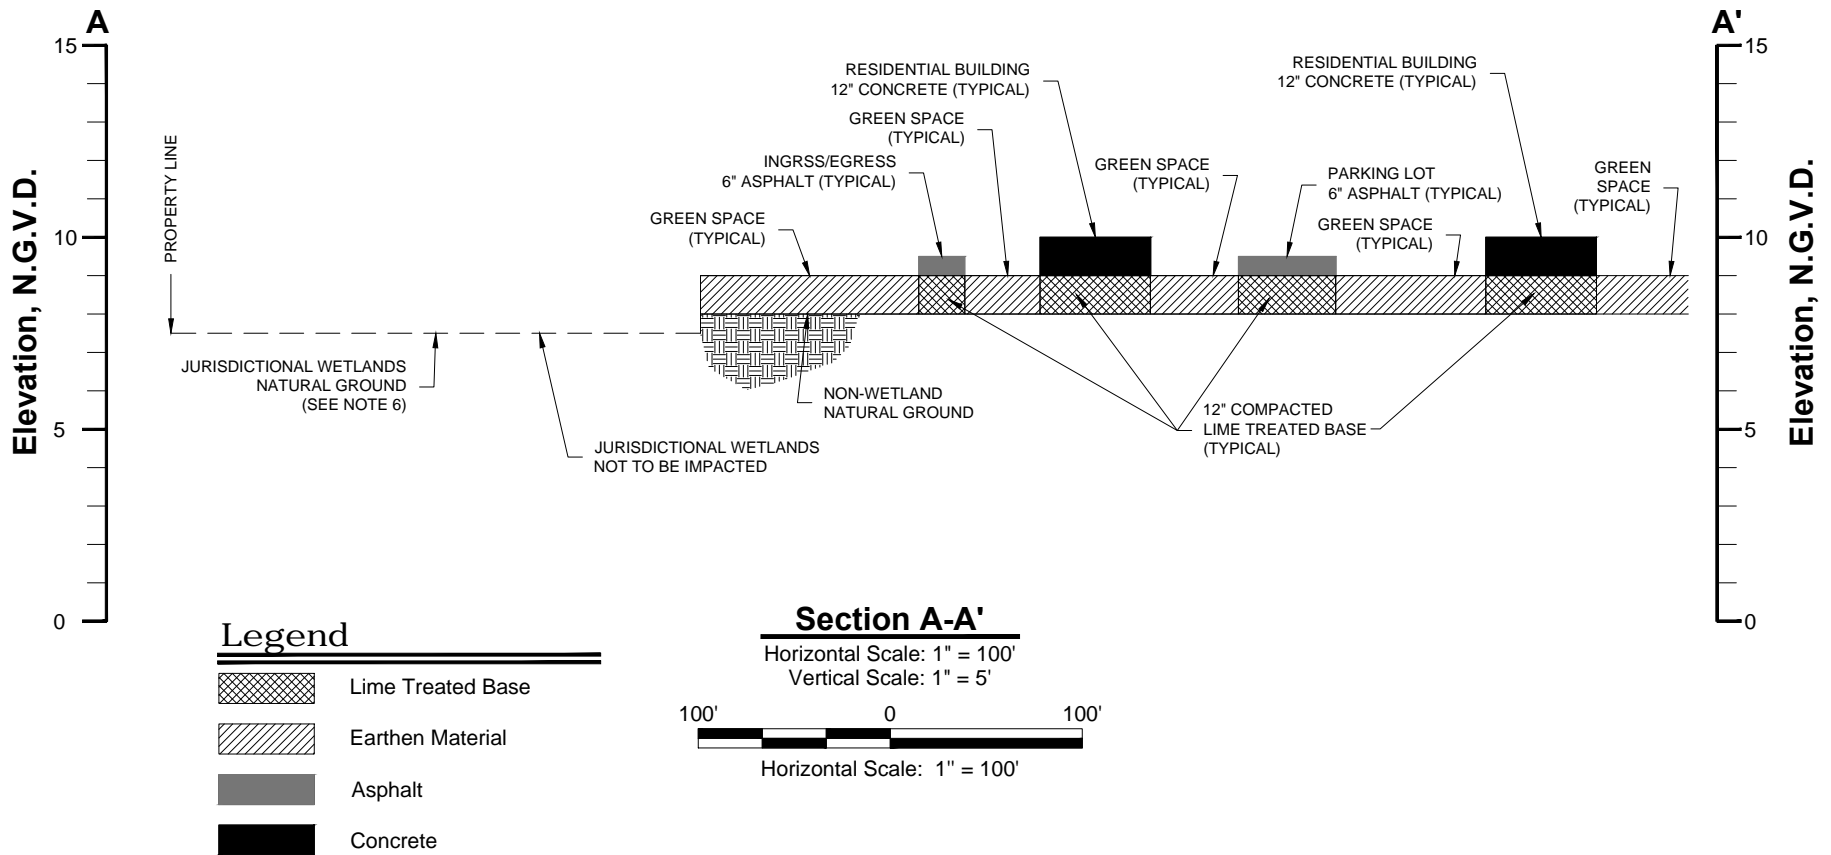 A
A'
15
10
5
0
Elevation, N.G.V.D.
PROPERTY LINE
JURISDICTIONAL WETLANDS
NATURAL GROUND
(SEE NOTE 6)
JURISDICTIONAL WETLANDS
NOT TO BE IMPACTED
GREEN SPACE
(TYPICAL)
INGRSS/EGRESS
6" ASPHALT (TYPICAL)
GREEN SPACE
(TYPICAL)
RESIDENTIAL BUILDING
12" CONCRETE (TYPICAL)
GREEN SPACE
(TYPICAL)
RESIDENTIAL BUILDING
12" CONCRETE (TYPICAL)
PARKING LOT
6" ASPHALT (TYPICAL)
GREEN SPACE
(TYPICAL)
GREEN
SPACE
(TYPICAL)
NON-WETLAND
NATURAL GROUND
12" COMPACTED
LIME TREATED BASE
(TYPICAL)
15
10
5
0
Elevation, N.G.V.D.
Legend
Lime Treated Base
Earthen Material
Asphalt
Concrete
Section A-A'
Horizontal Scale: 1" = 100'
Vertical Scale: 1" = 5'
100' 0 100'
Horizontal Scale: 1" = 100'